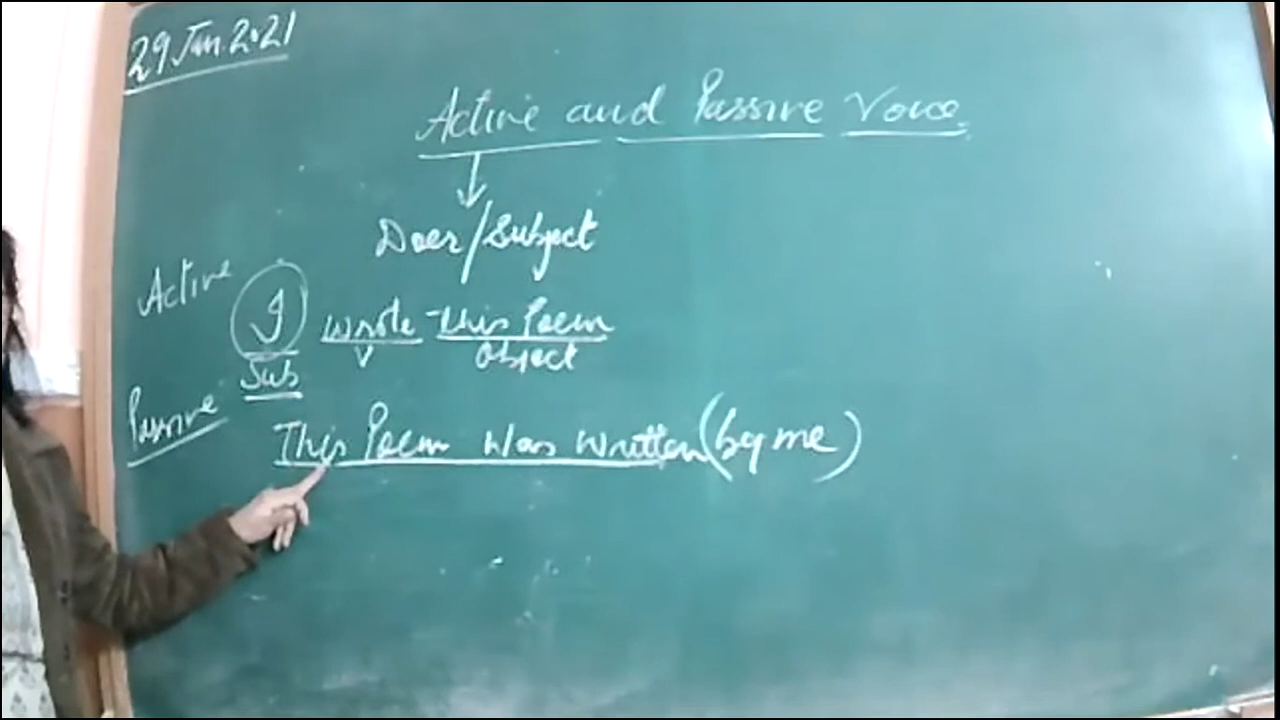 29 Jan. 2021
Active and Passive Voice.
Doer/Subject
Active I wrote This Poem
Sub V Object
Passive This Poem Was Written (by me)